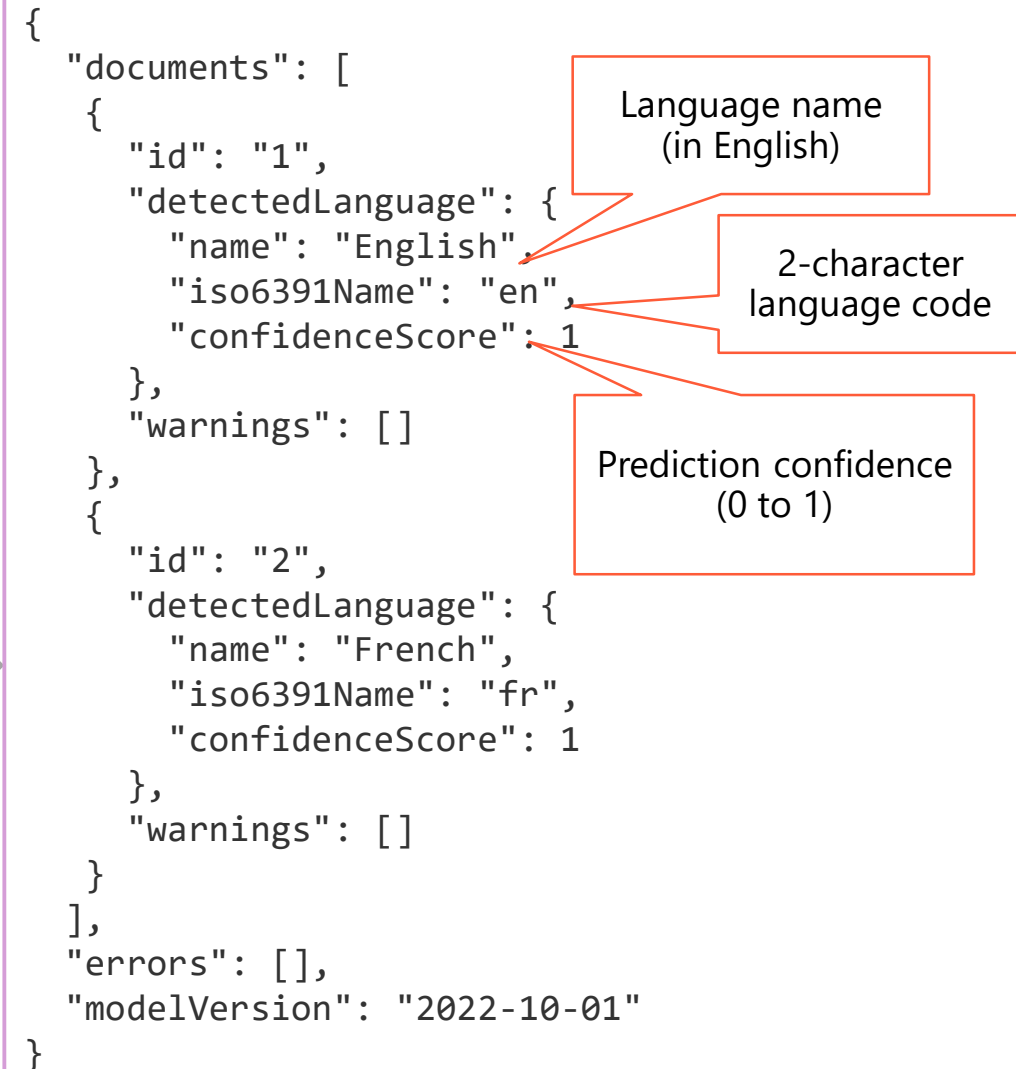 {
  "documents": [
   {
     "id": "1",
     "detectedLanguage": {
       "name": "English",
       "iso6391Name": "en",
       "confidenceScore": 1
     },
     "warnings": []
   },
   {
     "id": "2",
     "detectedLanguage": {
       "name": "French",
       "iso6391Name": "fr",
       "confidenceScore": 1
     },
     "warnings": []
   }
  ],
  "errors": [],
  "modelVersion": "2022-10-01"
}
Language name
(in English)
2-character
language code
Prediction confidence
(0 to 1)